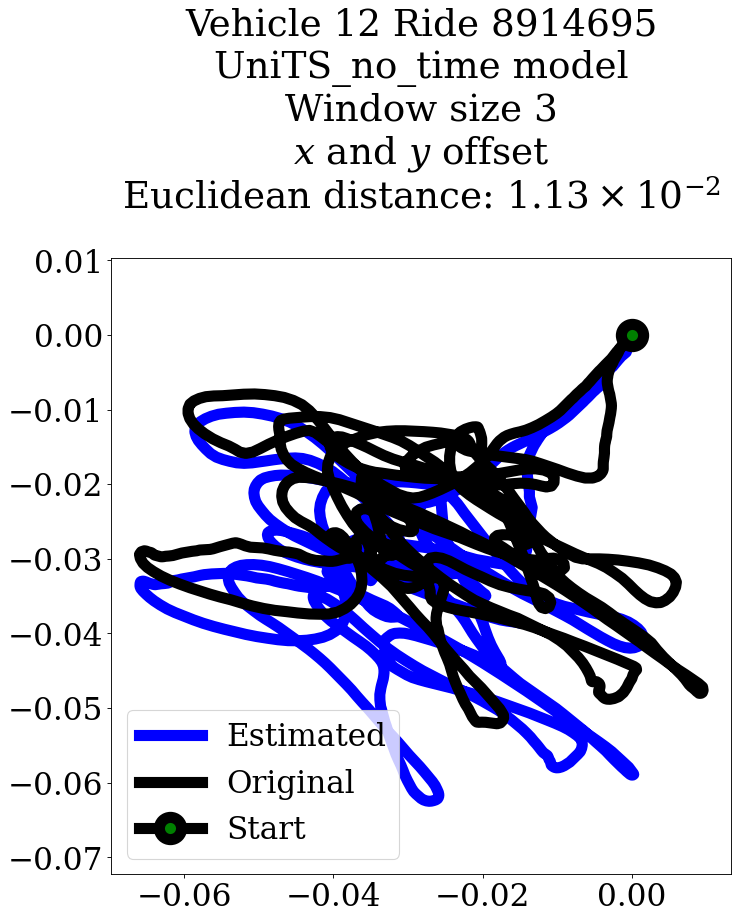 Vehicle 12 Ride 8914695
UniTS_no_time model
Window size 3
x and y offset
Euclidean distance: 1.13 × 10⁻²
0.01
0.00
−0.01
−0.02
−0.03
−0.04
−0.05
−0.06
−0.07
Estimated
Original
Start
−0.06 −0.04 −0.02 0.00